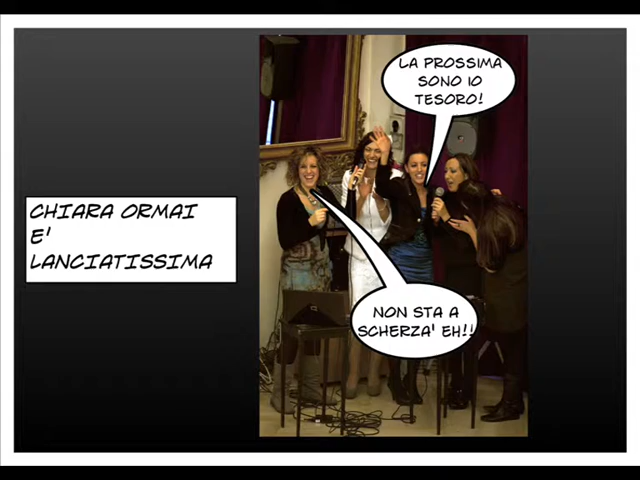 CHIARA ORMAI
E'
LANCIATISSIMA
LA PROSSIMA
SONO IO
TESORO!
NON STA A
SCHERZA' EH!!